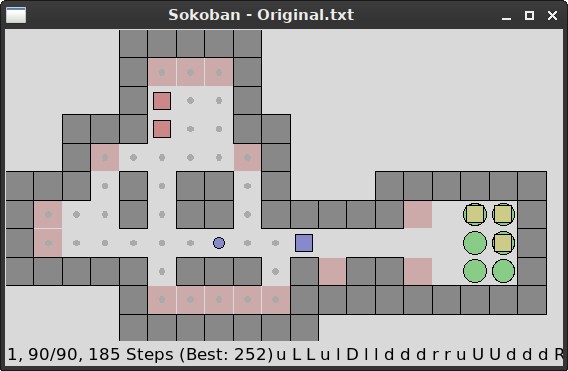 Sokoban - Original.txt
1, 90/90, 185 Steps (Best: 252) u L L u l D l l d d d r r u U U d d d R